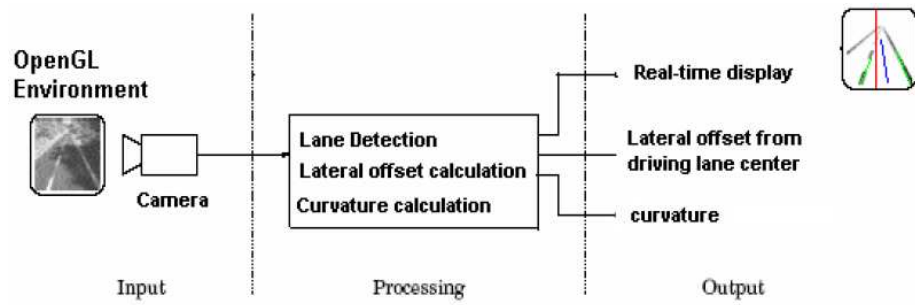 OpenGL
Environment
Camera
Lane Detection
Lateral offset calculation
Curvature calculation
Real-time display
Lateral offset from
driving lane center
curvature
Input
Processing
Output